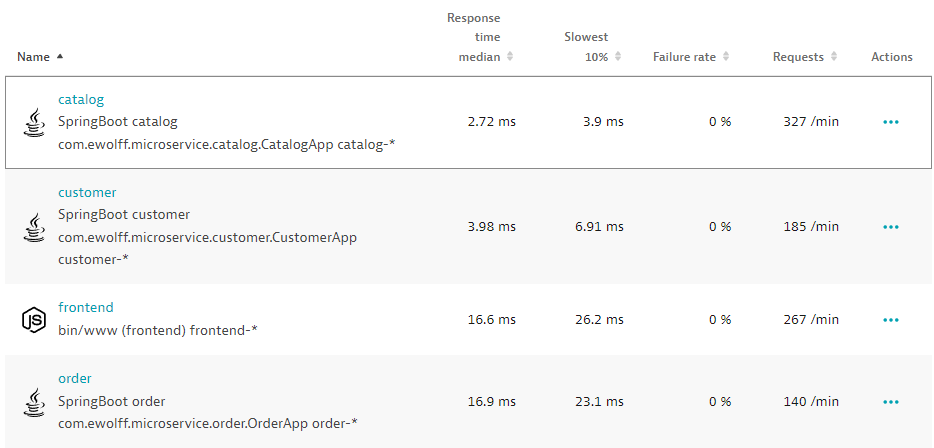 Name Response time median Slowest 10% Failure rate Requests Actions
catalog
SpringBoot catalog 2.72 ms 3.9 ms 0 % 327 /min
com.ewolff.microservice.catalog.CatalogApp catalog-*
customer
SpringBoot customer
com.ewolff.microservice.customer.CustomerApp 3.98 ms 6.91 ms 0 % 185 /min
customer-*
JS
frontend
bin/www (frontend) frontend-* 16.6 ms 26.2 ms 0 % 267 /min
order
SpringBoot order 16.9 ms 23.1 ms 0 % 140 /min
com.ewolff.microservice.order.OrderApp order-*